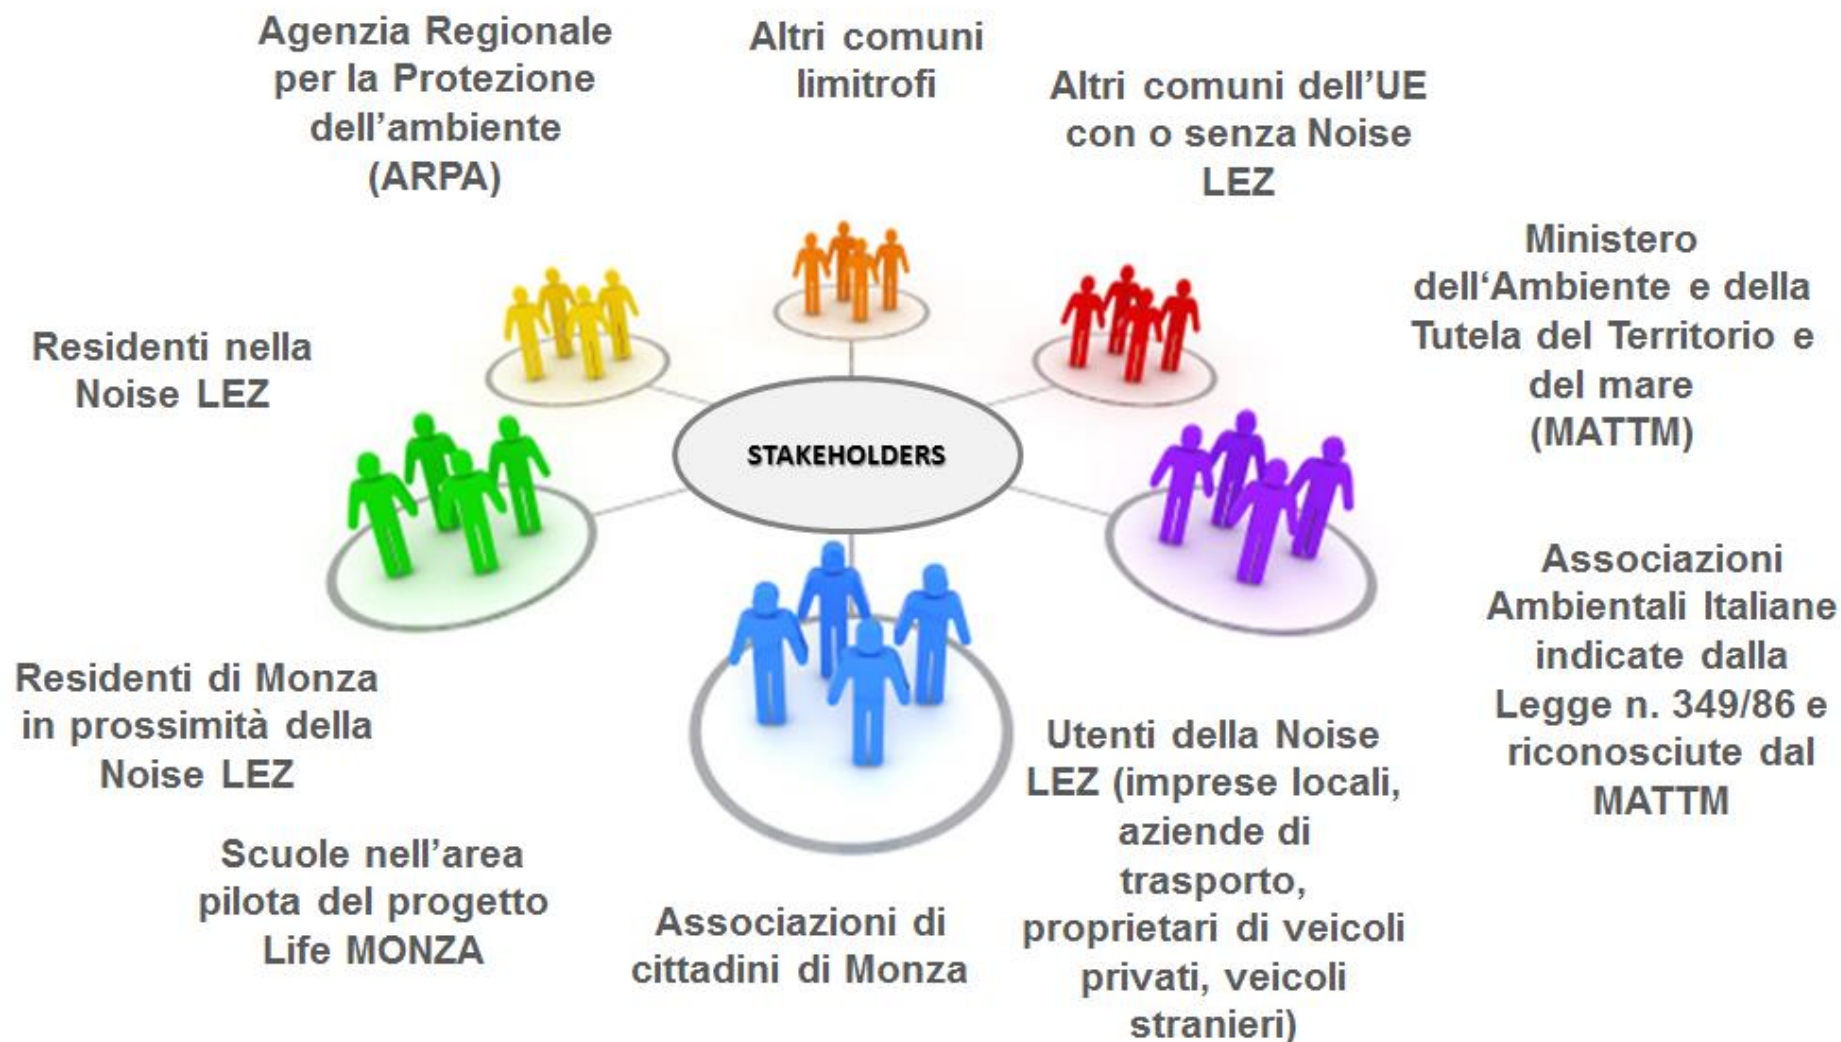 Agenzia Regionale
per la Protezione
dell’ambiente
(ARPA)
Altri comuni
limitrofi
Altri comuni dell’UE
con o senza Noise
LEZ
Ministero
dell‘Ambiente e della
Tutela del Territorio e
del mare
(MATTM)
Residenti nella
Noise LEZ
STAKEHOLDERS
Associazioni
Ambientali Italiane
indicate dalla
Legge n. 349/86 e
riconosciute dal
MATTM
Residenti di Monza
in prossimità della
Noise LEZ
Utenti della Noise
LEZ (imprese locali,
aziende di
trasporto,
proprietari di veicoli
privati, veicoli
stranieri)
Scuole nell’area
pilota del progetto
Life MONZA
Associazioni di
cittadini di Monza